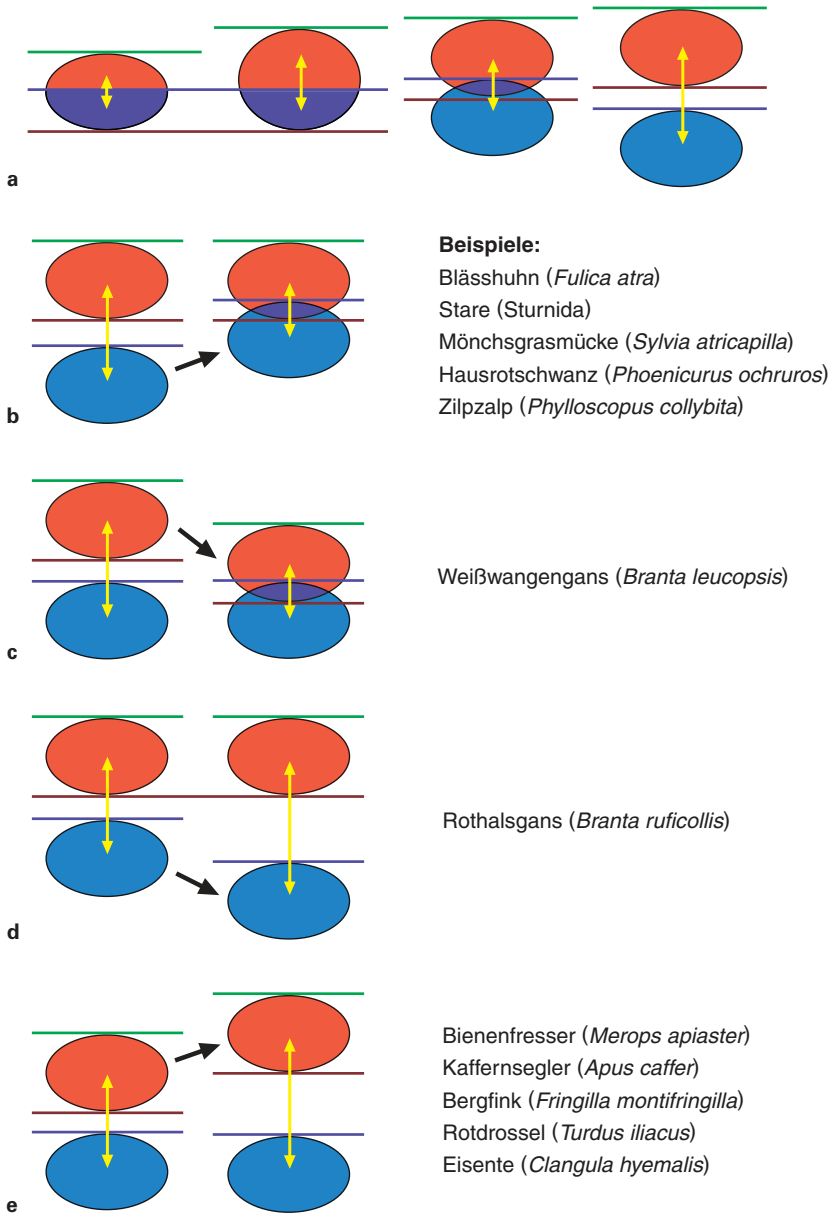 a
Beispiele:
Blässhuhn (Fulica atra)
Stare (Sturnida)
Mönchsgrasmücke (Sylvia atricapilla)
Hausrotschwanz (Phoenicurus ochruros)
Zilpzalp (Phylloscopus collybita)
b
Weißwangengans (Branta leucopsis)
c
Rothalsgans (Branta ruficollis)
d
Bienenfresser (Merops apiaster)
Kaffernsegler (Apus caffer)
Bergfink (Fringilla montifringilla)
Rotdrossel (Turdus iliacus)
Eisente (Clangula hyemalis)
e